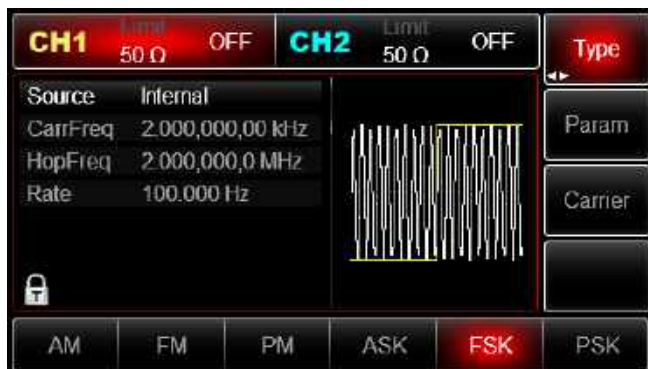 CH1 Limit 50 Ω OFF
CH2 Limit 50 Ω OFF
Type
Source Internal
CarrFreq 2.000,000,00 kHz
HopFreq 2.000,000,0 MHz
Rate 100.000 Hz
Param
Carrier
AM FM PM ASK FSK PSK